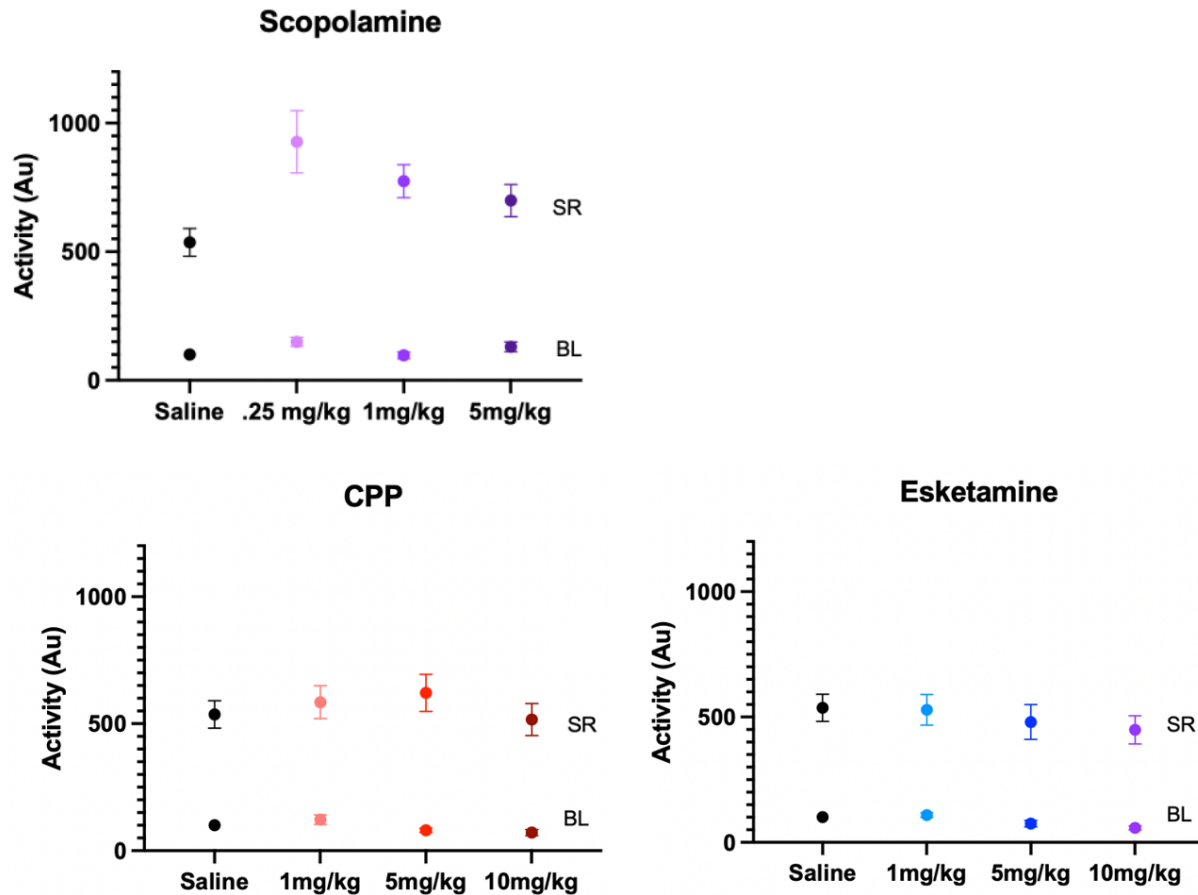 Scopolamine
Activity (Au)
1000
500
0
SR
BL
Saline .25 mg/kg 1mg/kg 5mg/kg
CPP
Activity (Au)
1000
500
0
SR
BL
Saline 1mg/kg 5mg/kg 10mg/kg
Esketamine
Activity (Au)
1000
500
0
SR
BL
Saline 1mg/kg 5mg/kg 10mg/kg